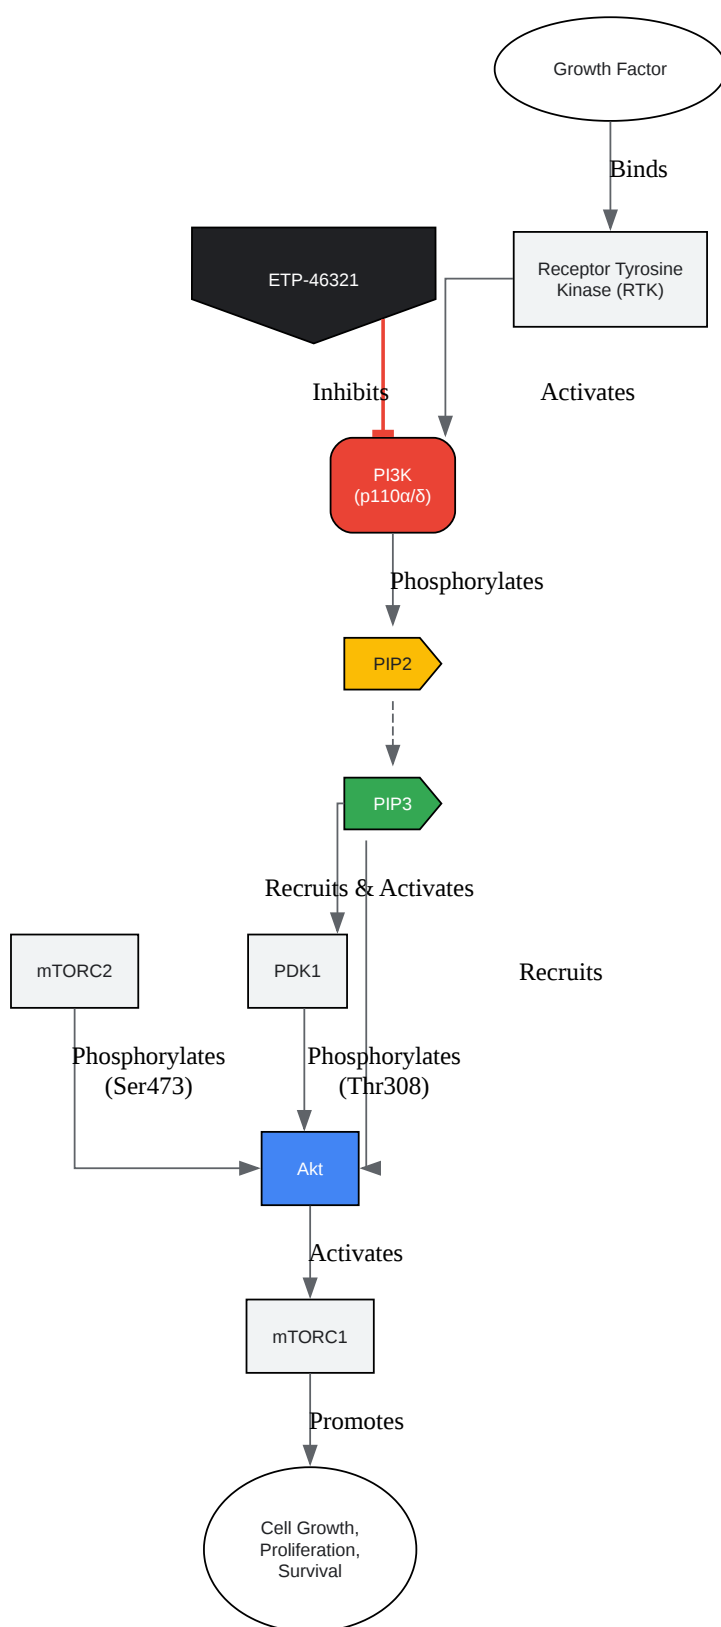 Growth Factor
Binds
ETP-46321
Receptor Tyrosine
Kinase (RTK)
Inhibits
Activates
PI3K
(p110α/δ)
Phosphorylates
PIP2
PIP3
Recruits & Activates
mTORC2
PDK1
Recruits
Phosphorylates
(Ser473)
Phosphorylates
(Thr308)
Akt
Activates
mTORC1
Promotes
Cell Growth,
Proliferation,
Survival